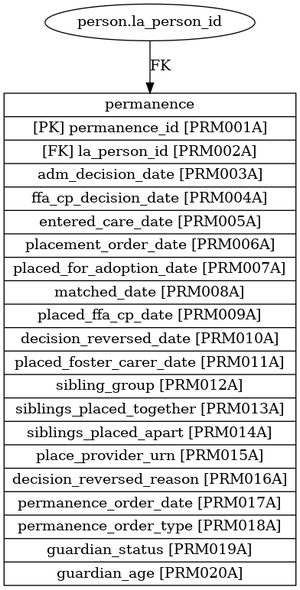 person.la_person_id
FK
permanence
[PK] permanence_id [PRM001A]
[FK] la_person_id [PRM002A]
adm_decision_date [PRM003A]
ffa_cp_decision_date [PRM004A]
entered_care_date [PRM005A]
placement_order_date [PRM006A]
placed_for_adoption_date [PRM007A]
matched_date [PRM008A]
placed_ffa_cp_date [PRM009A]
decision_reversed_date [PRM010A]
placed_foster_carer_date [PRM011A]
sibling_group [PRM012A]
siblings_placed_together [PRM013A]
siblings_placed_apart [PRM014A]
place_provider_urn [PRM015A]
decision_reversed_reason [PRM016A]
permanence_order_date [PRM017A]
permanence_order_type [PRM018A]
guardian_status [PRM019A]
guardian_age [PRM020A]